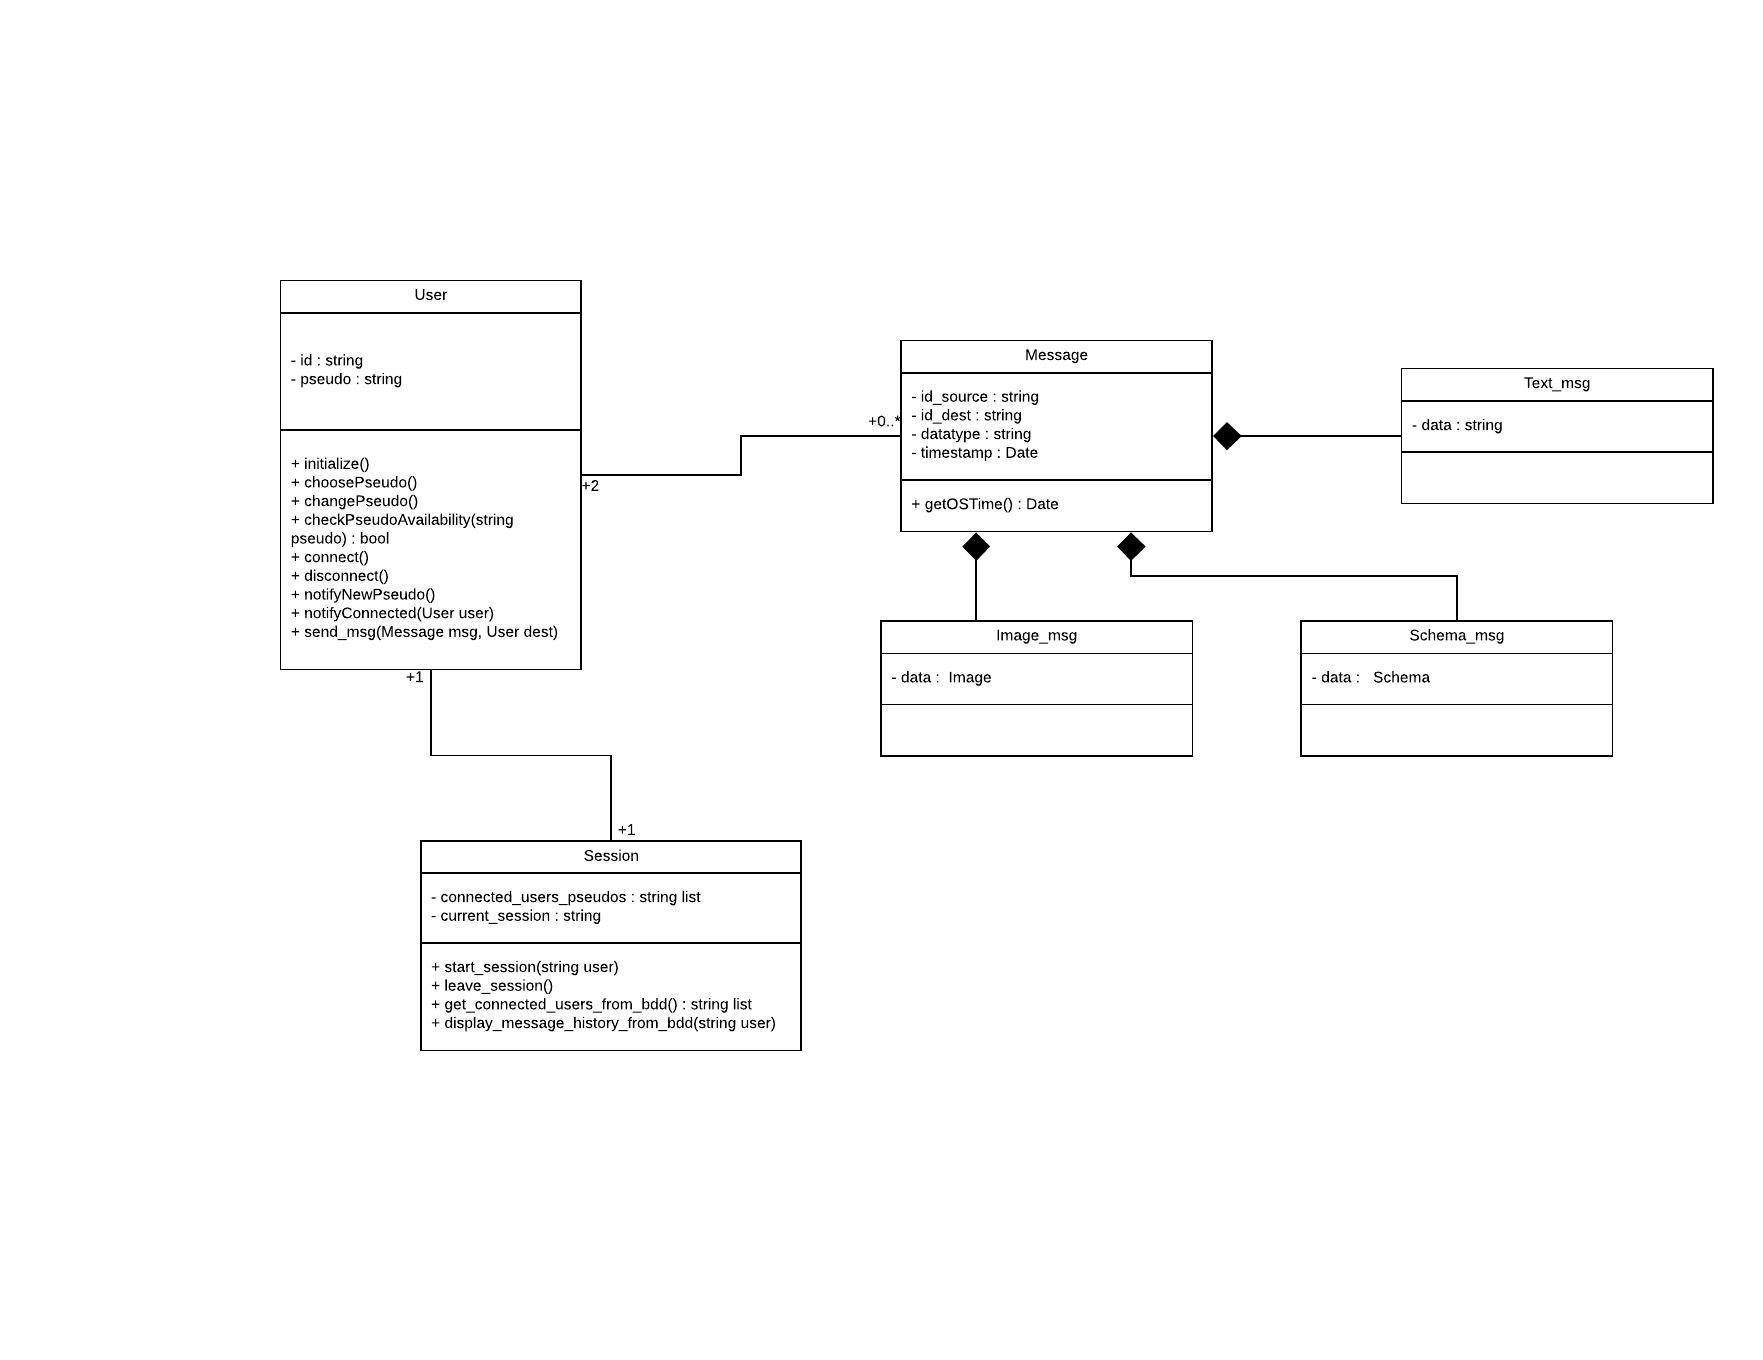 User
- id : string
- pseudo : string
+ initialize()
+ choosePseudo()
+ changePseudo()
+ checkPseudoAvailability(string
pseudo) : bool
+ connect()
+ disconnect()
+ notifyNewPseudo()
+ notifyConnected(User user)
+ send_msg(Message msg, User dest)
+2
+0..*
Message
- id_source : string
- id_dest : string
- datatype : string
- timestamp : Date
+ getOSTime() : Date
Text_msg
- data : string
Image_msg
- data :  Image
Schema_msg
- data :   Schema
+1
+1
Session
- connected_users_pseudos : string list
- current_session : string
+ start_session(string user)
+ leave_session()
+ get_connected_users_from_bdd() : string list
+ display_message_history_from_bdd(string user)